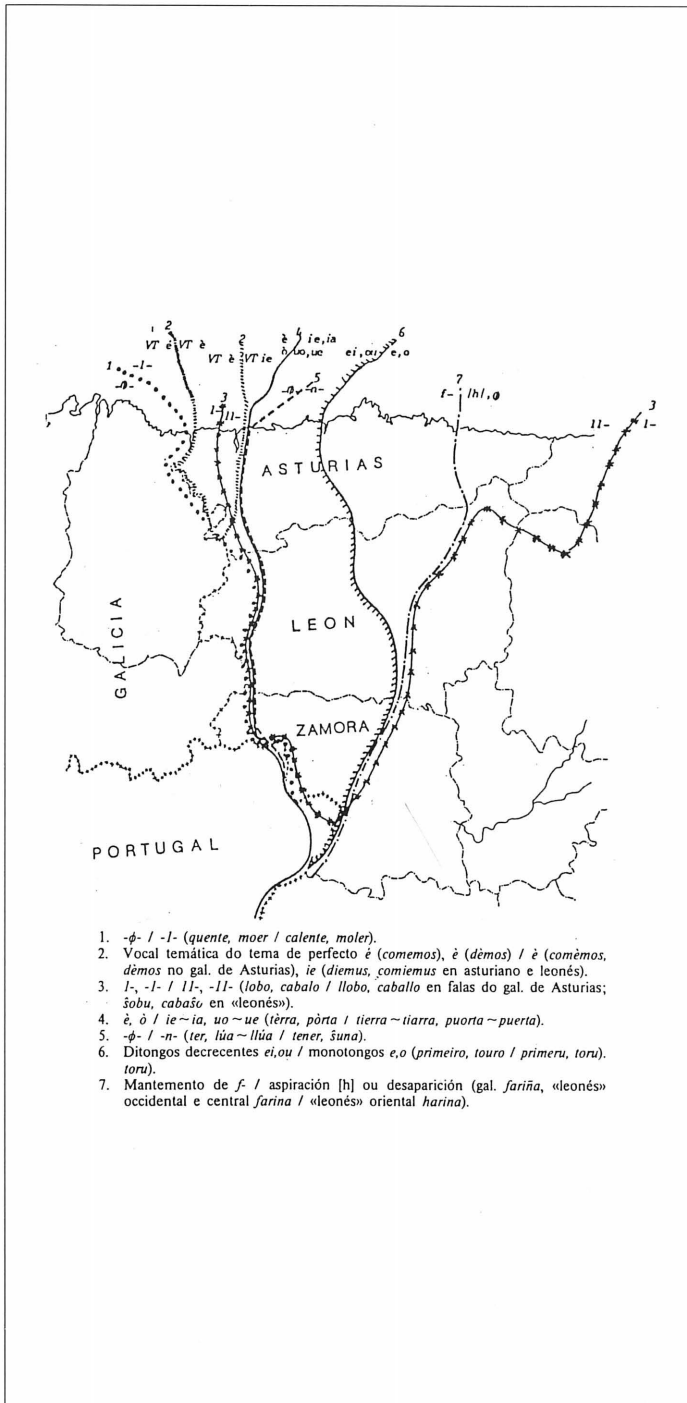 2
VT é VT è
2
VT è VT ie
4
è ie, ia
ò uo, ue
6
ei, ou- e, o
1
-l-
5
-n-
7
f- /h/, φ
3
l-
ll-
3
ll- l-
ASTURIAS
LEON
GALICIA
ZAMORA
PORTUGAL
1. -φ- / -l- (quente, moer / calente, moler).
2. Vocal temática do tema de perfecto é (comemos), è (dèmos) / è (comèmos,
dèmos no gal. de Asturias), ie (diemus, comiemus en asturiano e leonés).
3. l-, -l- / ll-, -ll- (lobo, cabalo / llobo, caballo en falas do gal. de Asturias;
ŝobu, cabaŝo en «leonés»).
4. è, ò / ie~ia, uo~ue (tèrra, pòrta / tierra~tiarra, puorta~puerta).
5. -φ- / -n- (ter, lúa~llúa / tener, ŝuna).
6. Ditongos decrecentes ei,ou / monotongos e,o (primeiro, touro / primeru, toru).
toru).
7. Mantemento de f- / aspiración [h] ou desaparición (gal. fariña, «leonés»
occidental e central farina / «leonés» oriental harina).